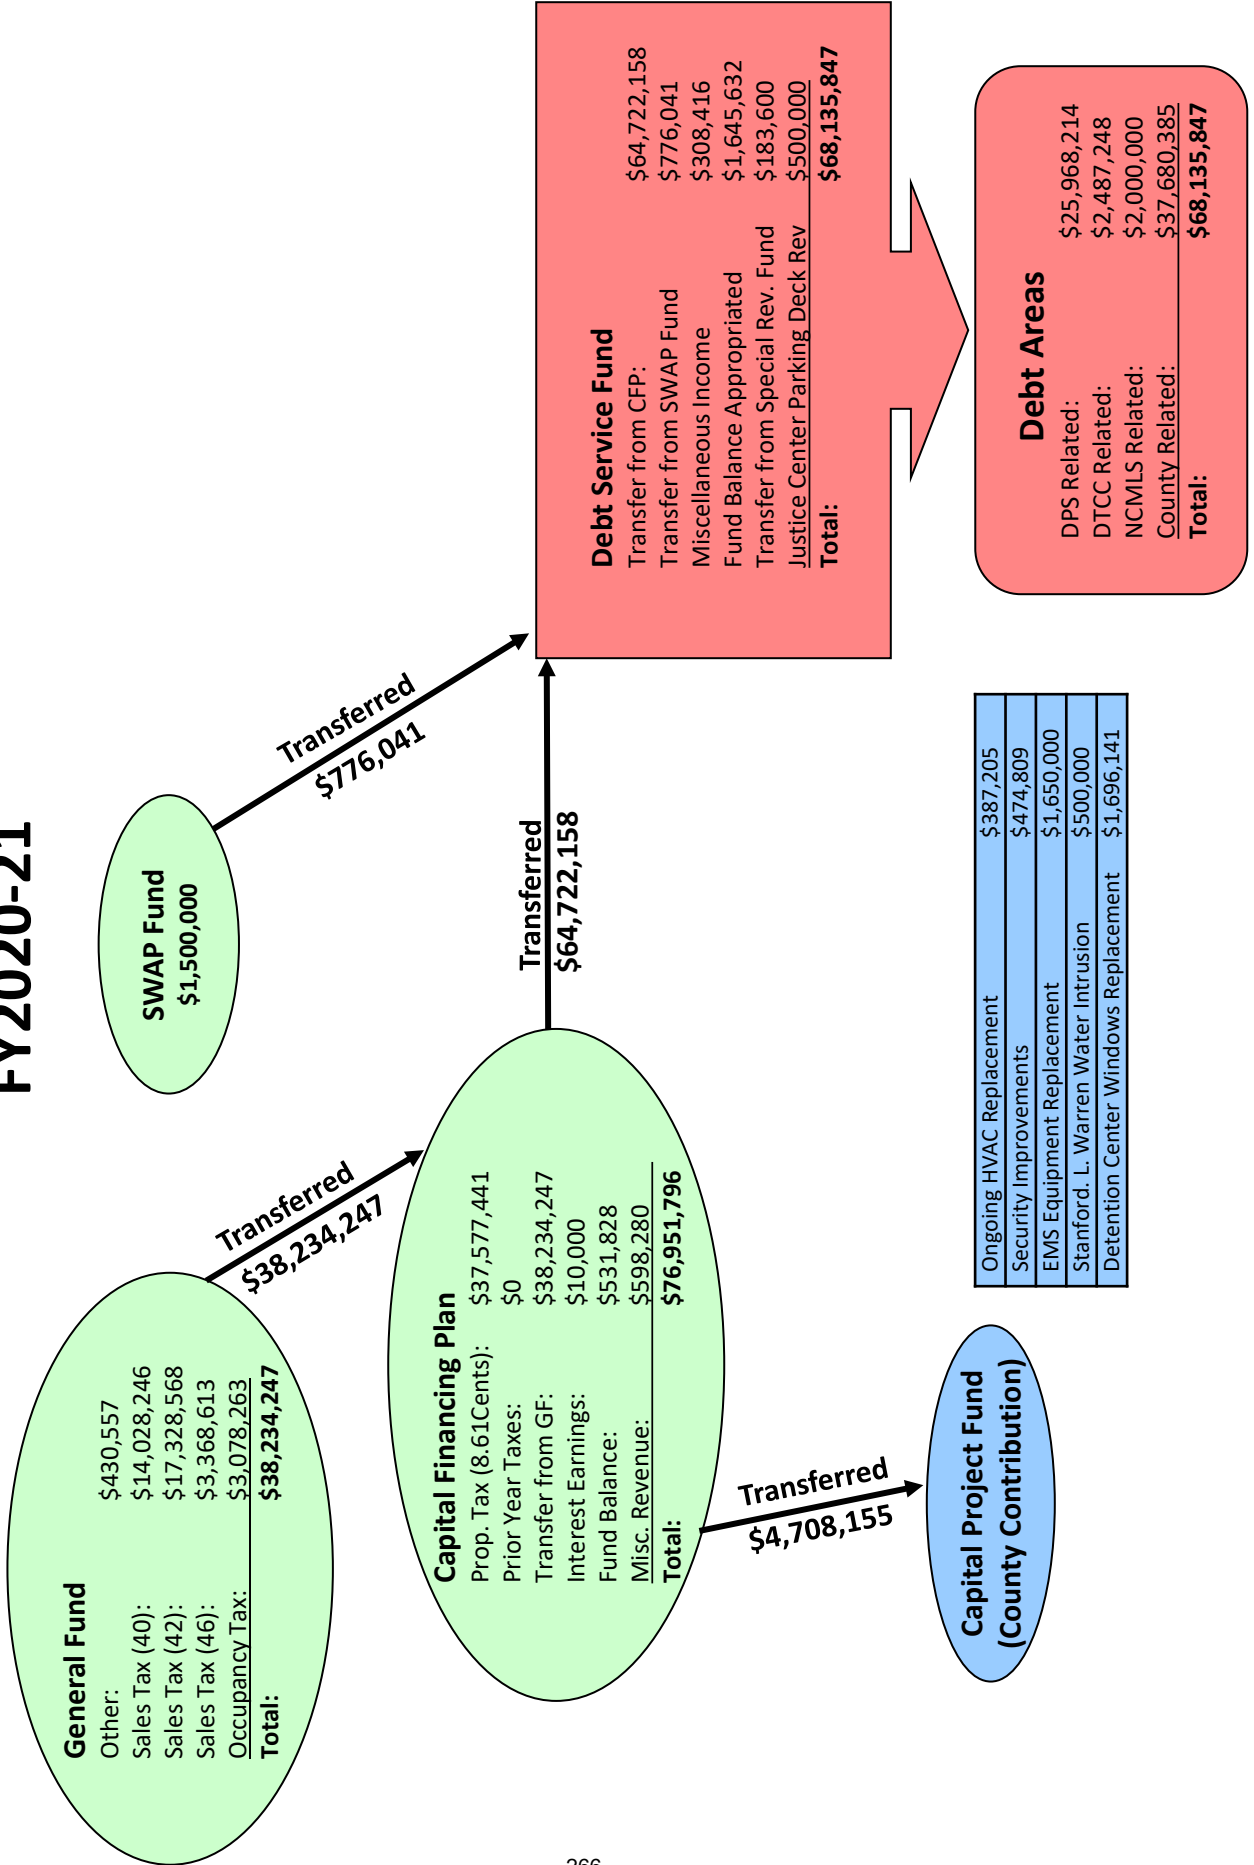 FY2020-21
General Fund
Other: $430,557
Sales Tax (40): $14,028,246
Sales Tax (42): $17,328,568
Sales Tax (46): $3,368,613
Occupancy Tax: $3,078,263
Total: $38,234,247
Transferred
$38,234,247
SWAP Fund
$1,500,000
Transferred
$776,041
Capital Financing Plan
Prop. Tax (8.61Cents): $37,577,441
Prior Year Taxes: $0
Transfer from GF: $38,234,247
Interest Earnings: $10,000
Fund Balance: $531,828
Misc. Revenue: $598,280
Total: $76,951,796
Transferred
$64,722,158
Debt Service Fund
Transfer from CFP: $64,722,158
Transfer from SWAP Fund $776,041
Miscellaneous Income $308,416
Fund Balance Appropriated $1,645,632
Transfer from Special Rev. Fund $183,600
Justice Center Parking Deck Rev $500,000
Total: $68,135,847
Transferred
$4,708,155
Capital Project Fund
(County Contribution)
Ongoing HVAC Replacement $387,205
Security Improvements $474,809
EMS Equipment Replacement $1,650,000
Stanford. L. Warren Water Intrusion $500,000
Detention Center Windows Replacement $1,696,141
Debt Areas
DPS Related: $25,968,214
DTCC Related: $2,487,248
NCMLS Related: $2,000,000
County Related: $37,680,385
Total: $68,135,847
266